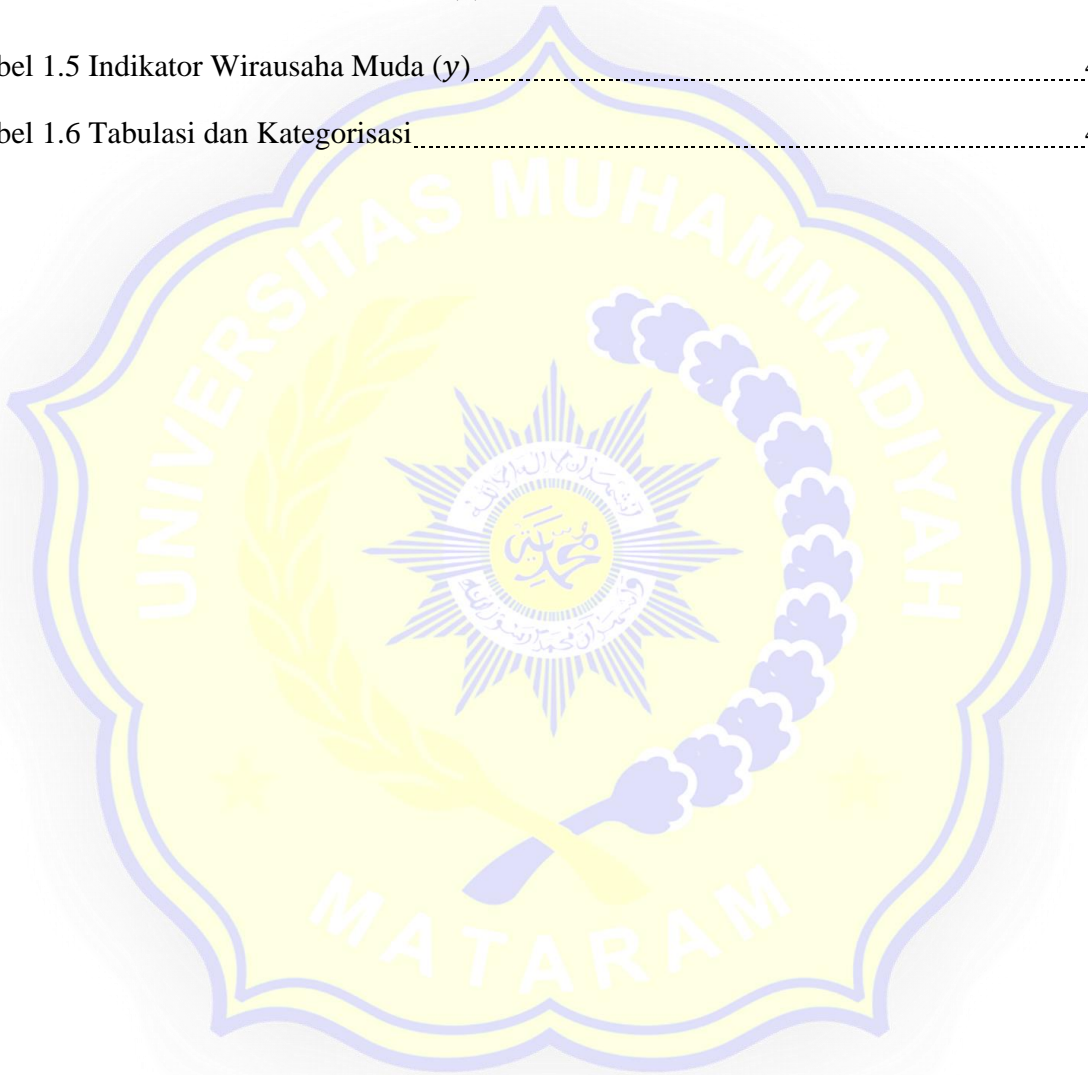 bel 1.5 Indikator Wirausaha Muda (y) 4
bel 1.6 Tabulasi dan Kategorisasi 4
UNIVERSITAS MUHAMMADIYAH
MATARAM